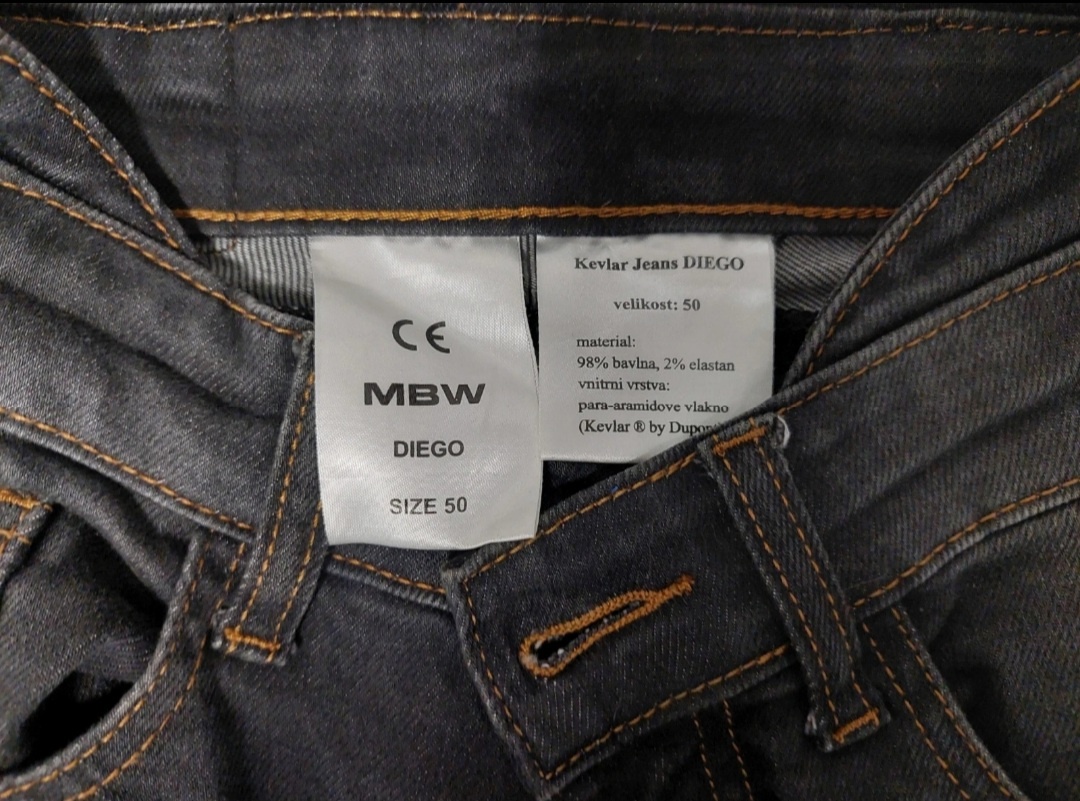 CE
MBW
DIEGO
SIZE 50
Kevlar Jeans DIEGO
velikost: 50
material:
98% bavlna, 2% elastan
vnitrni vrstva:
para-aramidove vlakno
(Kevlar ® by